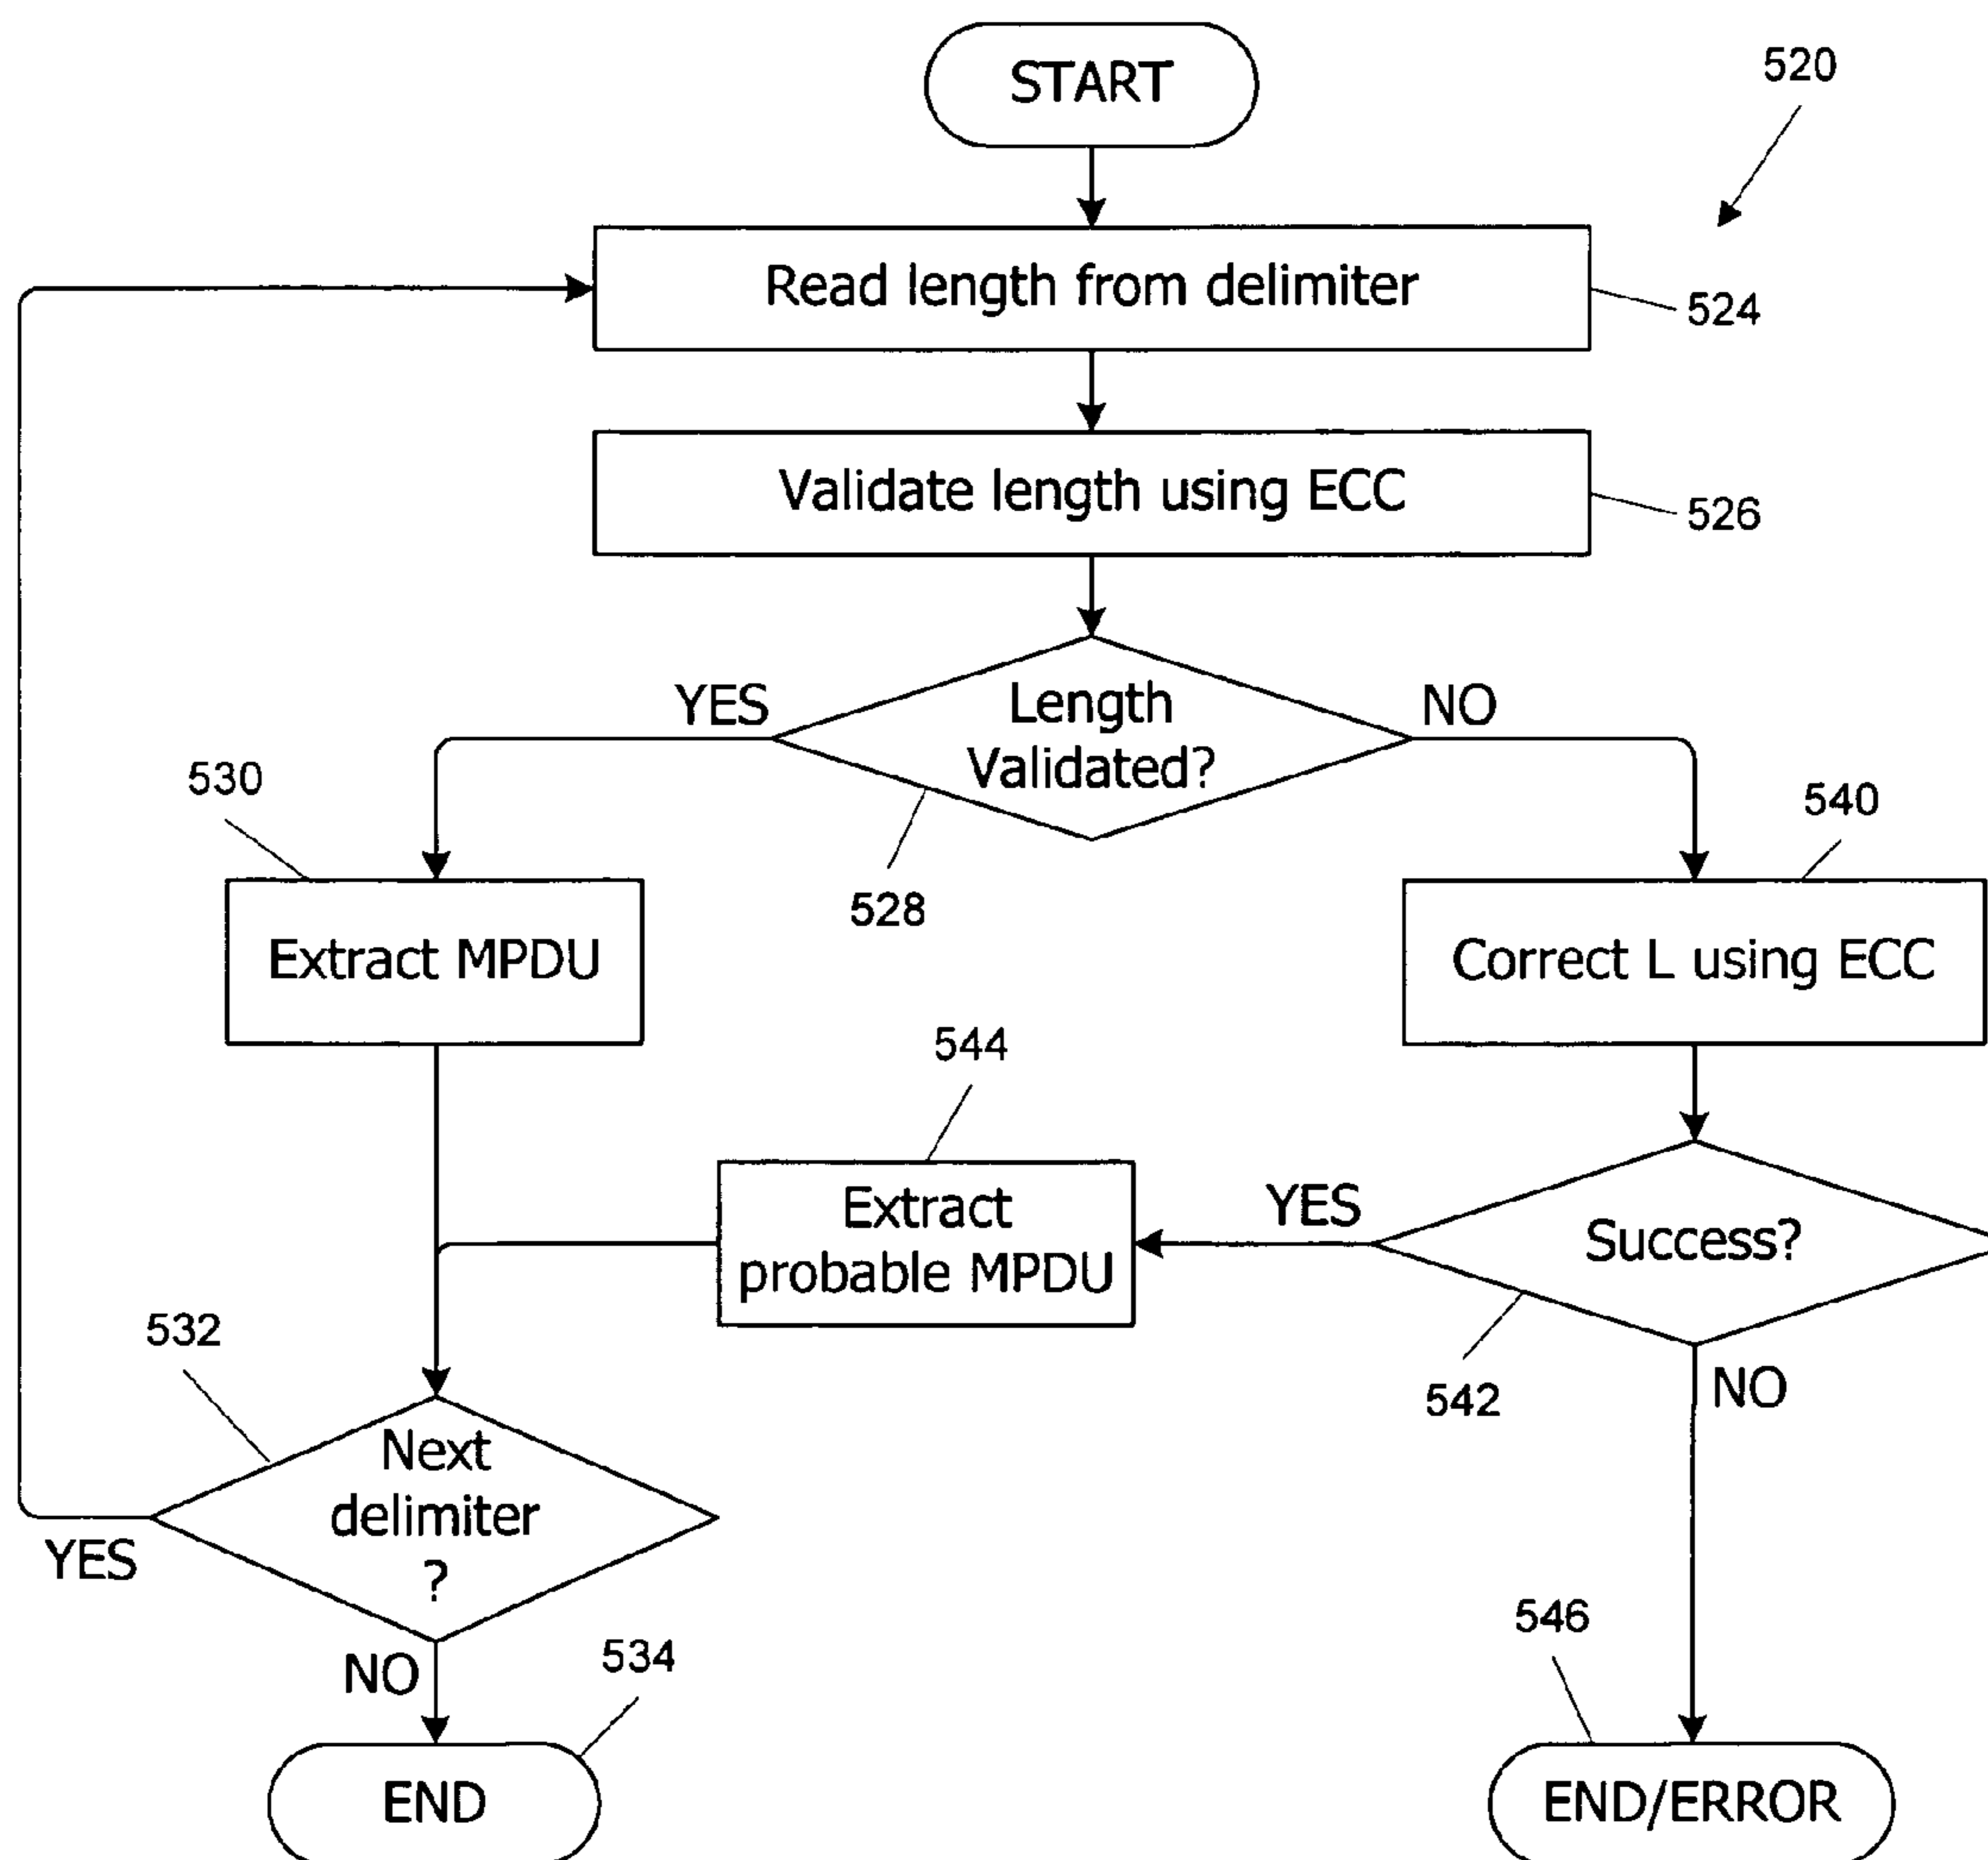 START
520
Read length from delimiter
524
Validate length using ECC
526
YES
Length
Validated?
NO
528
530
540
Extract MPDU
Correct L using ECC
544
Extract
probable MPDU
YES
Success?
542
NO
532
Next
delimiter
?
YES
NO
534
546
END
END/ERROR